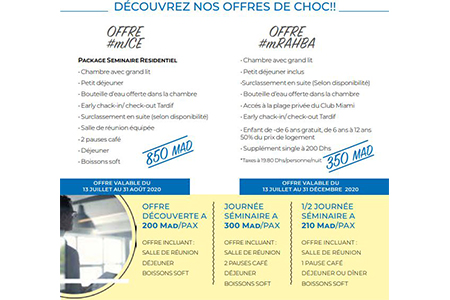 DÉCOUVREZ NOS OFFRES DE CHOC!!
OFFRE
#mICE
PACKAGE SEMINAIRE RESIDENTIEL
- Chambre avec grand lit
- Petit déjeuner
- Bouteille d'eau offerte dans la chambre
- Early check-in/ check-out Tardif
- Surclassement en suite (selon disponibilité)
- Salle de réunion équipée
- 2 pauses café
- Déjeuner
- Boissons soft
850 MAD
OFFRE
#mRAHBA
- Chambre avec grand lit
- Petit déjeuner inclus
-Surclassement en suite (Selon disponibilité)
- Bouteille d'eau offerte dans la chambre
- Accés à la plage privée du Club Miami
- Early check-in/ check-out Tardif
- Enfant de -de 6 ans gratuit, de 6 ans à 12 ans
50% du prix de logement
- Supplément single à 200 Dhs
*Taxes à 19.80 Dhs/personne/nuit
350 MAD
OFFRE VALABLE DU
13 JUILLET AU 31 AOÛT 2020
OFFRE VALABLE DU
13 JUILLET AU 31 DÉCEMBRE 2020
OFFRE
DÉCOUVERTE A
200 MAD/PAX
OFFRE INCLUANT :
SALLE DE RÉUNION
DÉJEUNER
BOISSONS SOFT
JOURNÉE
SÉMINAIRE A
300 MAD/PAX
OFFRE INCLUANT :
SALLE DE RÉUNION
2 PAUSES CAFÉ
DÉJEUNER
BOISSONS SOFT
1/2 JOURNÉE
SÉMINAIRE A
210 MAD/PAX
OFFRE INCLUANT :
SALLE DE RÉUNION
1 PAUSE CAFÉ
DÉJEUNER OU DÎNER
BOISSONS SOFT